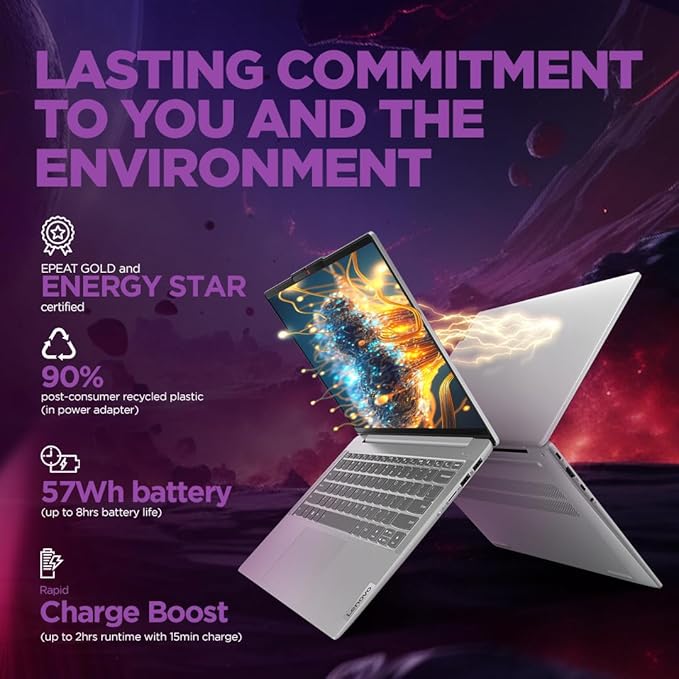 LASTING COMMITMENT
TO YOU AND THE
ENVIRONMENT
EPEAT GOLD and
ENERGY STAR
certified
90%
post-consumer recycled plastic
(in power adapter)
57Wh battery
(up to 8hrs battery life)
Rapid
Charge Boost
(up to 2hrs runtime with 15min charge)
Lenovo